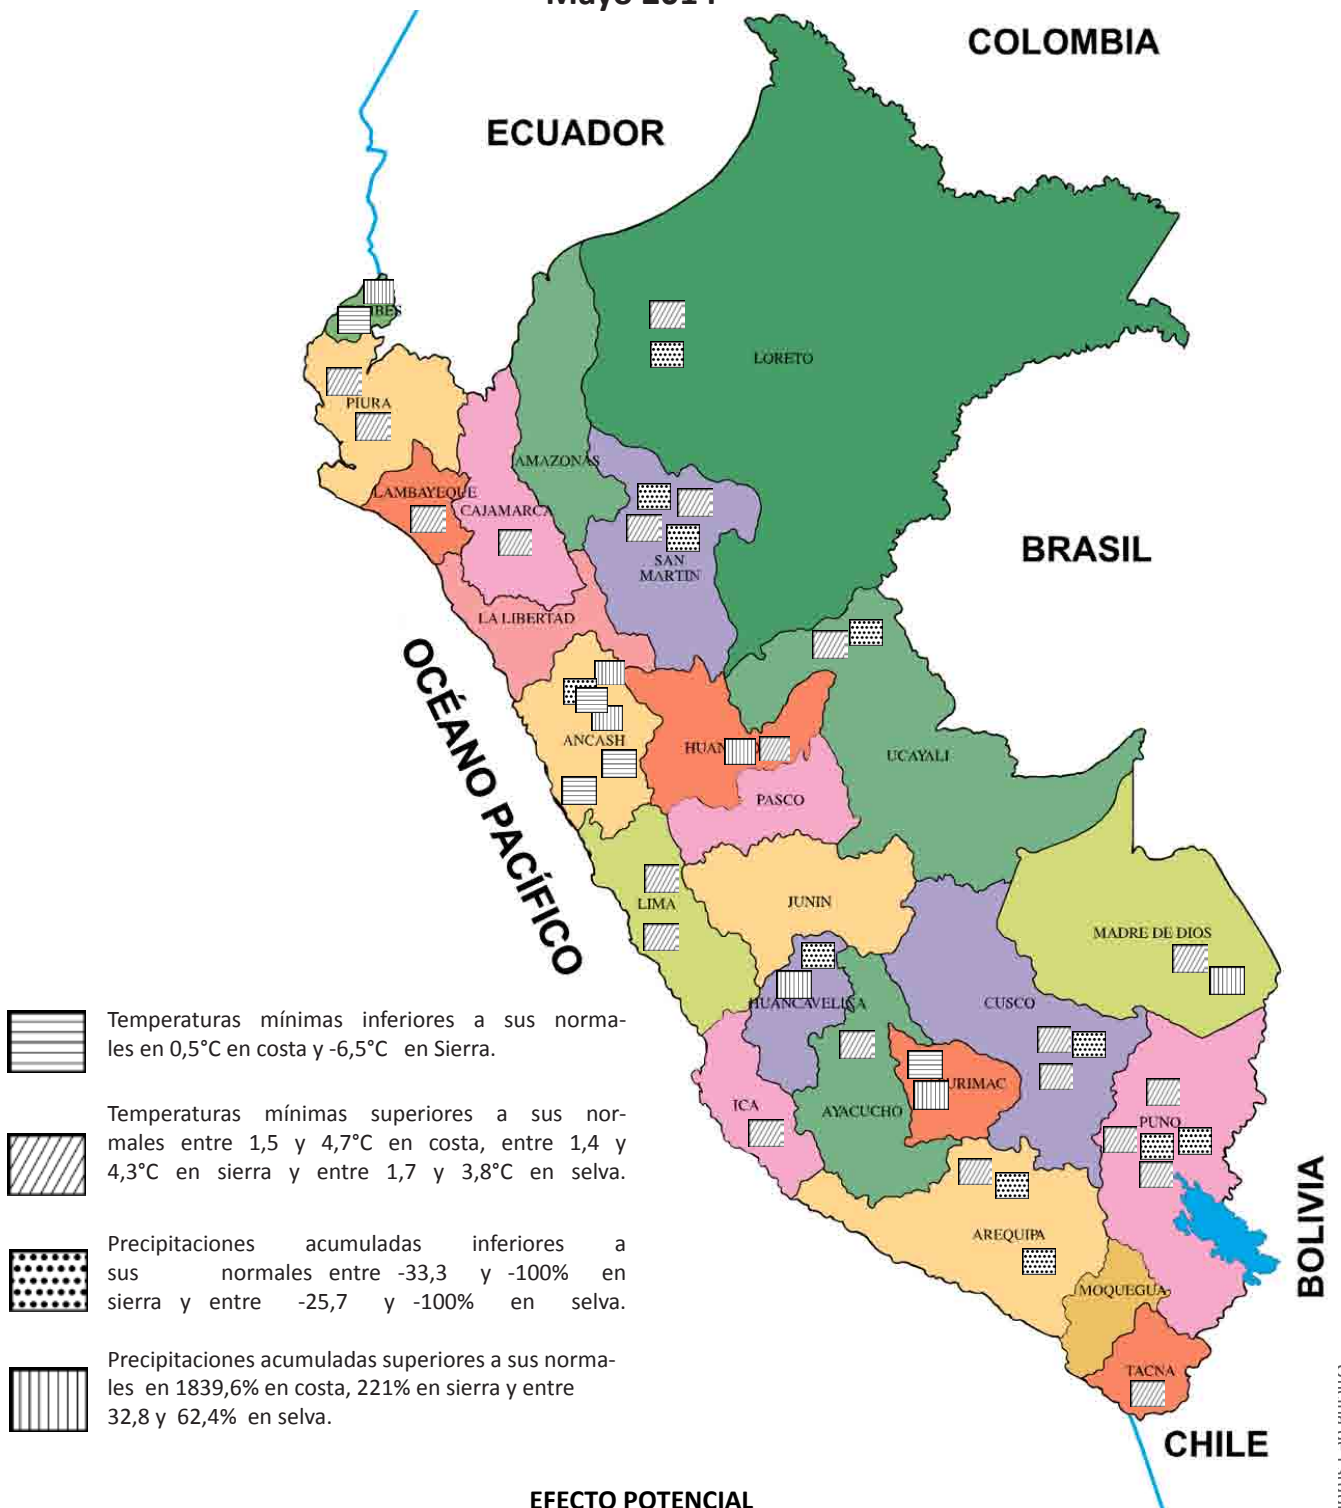 COLOMBIA
ECUADOR
LORETO
PIURA
AMAZONAS
LAMBAYEQUE
CAJAMARCA
BRASIL
SAN
MARTIN
LA LIBERTAD
OCÉANO PACÍFICO
ANCASH
UCAYALI
PASCO
JUNIN
LIMA
MADRE DE DIOS
HUANCAVELICA
CUSCO
ICA
AYACUCHO
PUNO
AREQUIPA
MOQUEGUA
TACNA
BOLIVIA
CHILE
Temperaturas mínimas inferiores a sus norma-
les en 0,5°C en costa y -6,5°C en Sierra.
Temperaturas mínimas superiores a sus nor-
males entre 1,5 y 4,7°C en costa, entre 1,4 y
4,3°C en sierra y entre 1,7 y 3,8°C en selva.
Precipitaciones acumuladas inferiores a
sus normales entre -33,3 y -100% en
sierra y entre -25,7 y -100% en selva.
Precipitaciones acumuladas superiores a sus norma-
les en 1839,6% en costa, 221% en sierra y entre
32,8 y 62,4% en selva.
EFECTO POTENCIAL